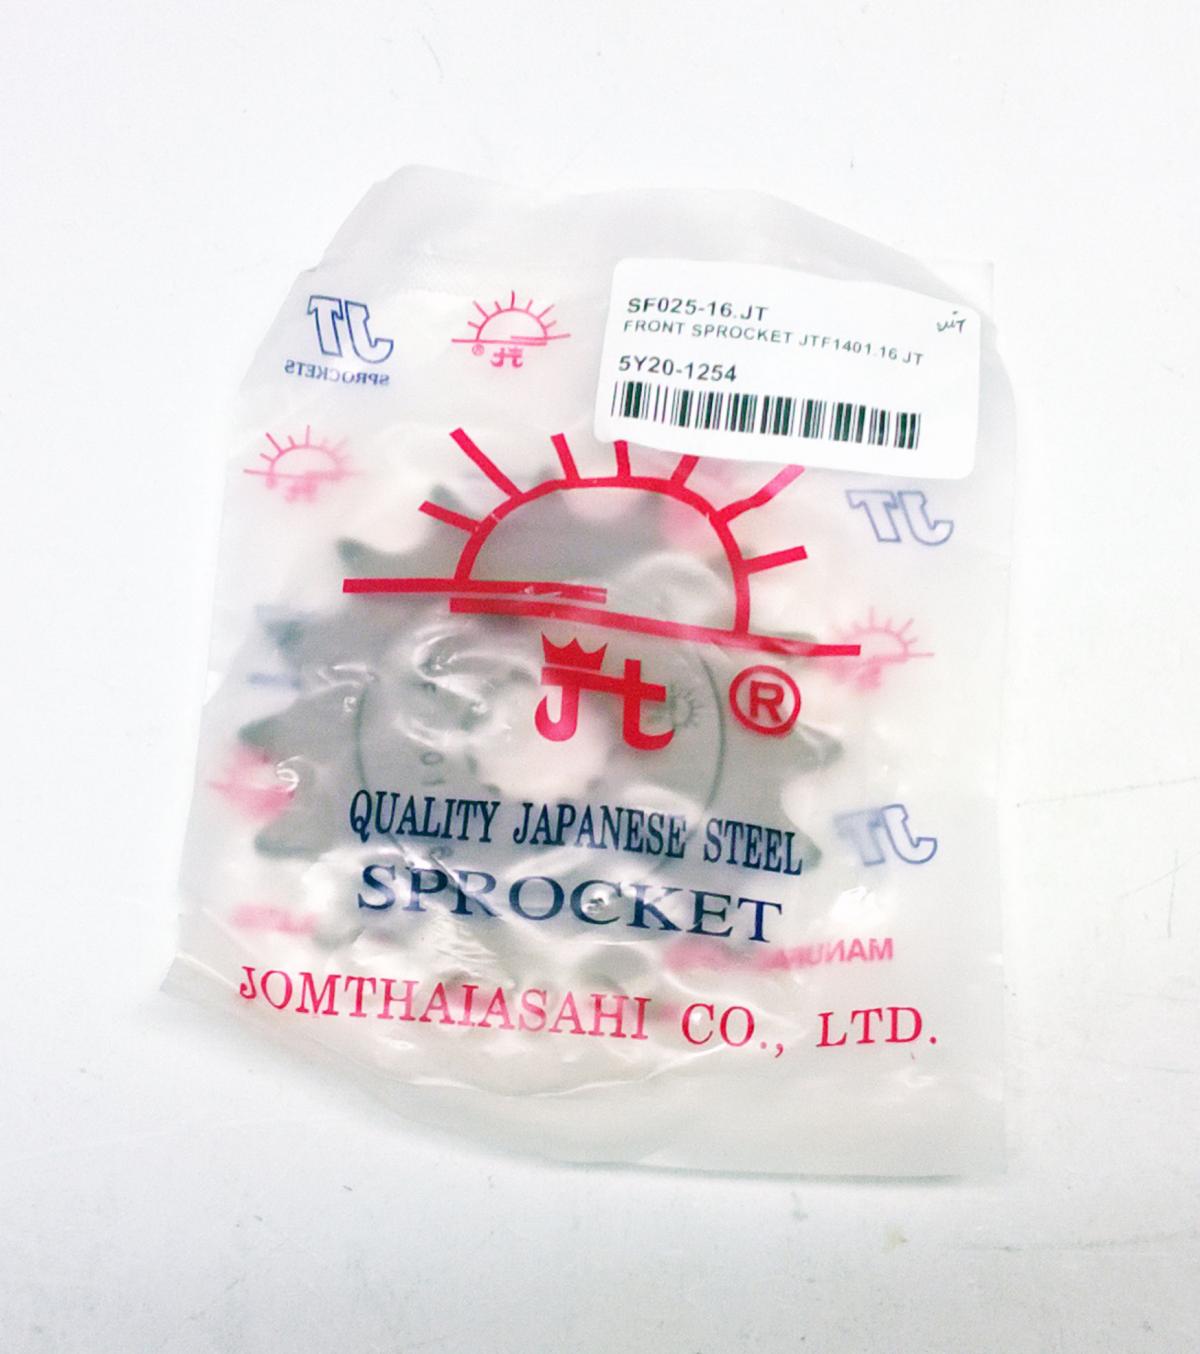 SF025-16.JT
FRONT SPROCKET JTF1401.16 JT
5Y20-1254
JT
SPROCKETS
Jt ®
JT
Jt ®
QUALITY JAPANESE STEEL
JT
SPROCKET
JOMTHAIASAHI CO., LTD.